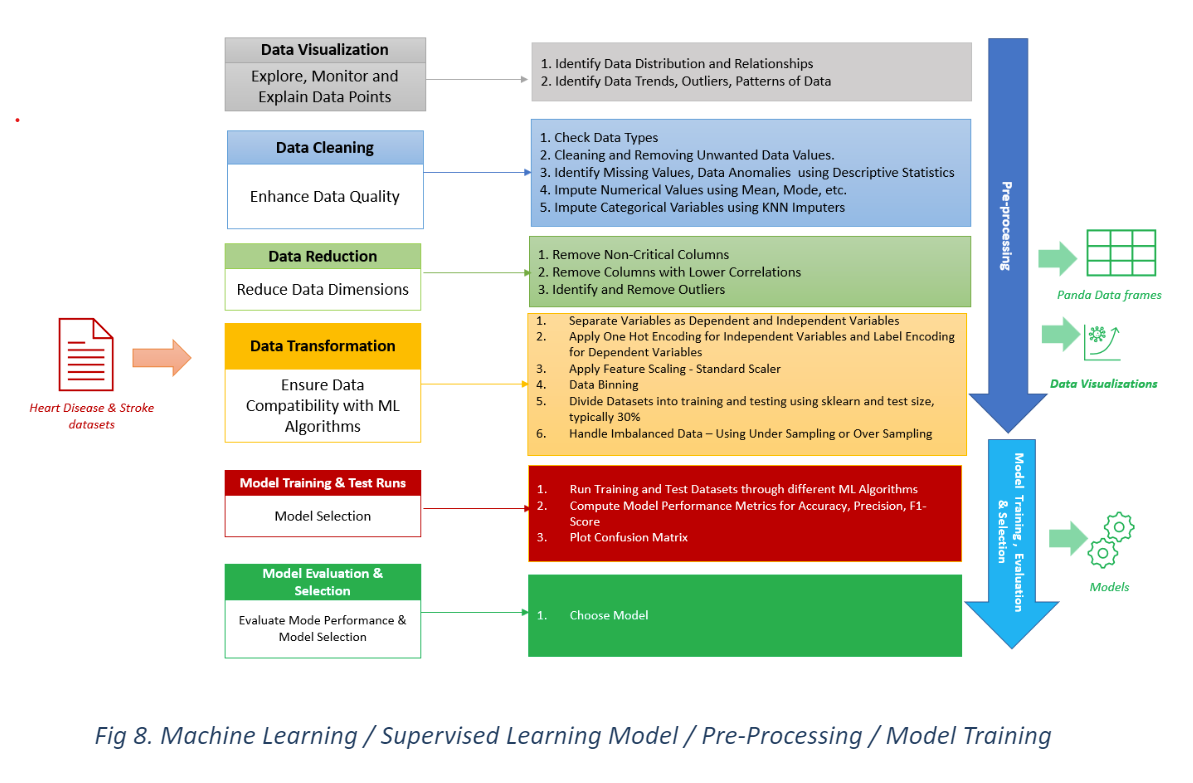 Data Visualization
Explore, Monitor and
Explain Data Points
1. Identify Data Distribution and Relationships
2. Identify Data Trends, Outliers, Patterns of Data
Data Cleaning
Enhance Data Quality
1. Check Data Types
2. Cleaning and Removing Unwanted Data Values.
3. Identify Missing Values, Data Anomalies using Descriptive Statistics
4. Impute Numerical Values using Mean, Mode, etc.
5. Impute Categorical Variables using KNN Imputers
Data Reduction
Reduce Data Dimensions
1. Remove Non-Critical Columns
2. Remove Columns with Lower Correlations
3. Identify and Remove Outliers
Heart Disease & Stroke
datasets
Data Transformation
Ensure Data
Compatibility with ML
Algorithms
1. Separate Variables as Dependent and Independent Variables
2. Apply One Hot Encoding for Independent Variables and Label Encoding
for Dependent Variables
3. Apply Feature Scaling - Standard Scaler
4. Data Binning
5. Divide Datasets into training and testing using sklearn and test size,
typically 30%
6. Handle Imbalanced Data – Using Under Sampling or Over Sampling
Model Training & Test Runs
Model Selection
1. Run Training and Test Datasets through different ML Algorithms
2. Compute Model Performance Metrics for Accuracy, Precision, F1-
Score
3. Plot Confusion Matrix
Model Evaluation &
Selection
Evaluate Mode Performance &
Model Selection
1. Choose Model
Pre-processing
Panda Data frames
Data Visualizations
Model Training , Evaluation
& Selection
Models
Fig 8. Machine Learning / Supervised Learning Model / Pre-Processing / Model Training